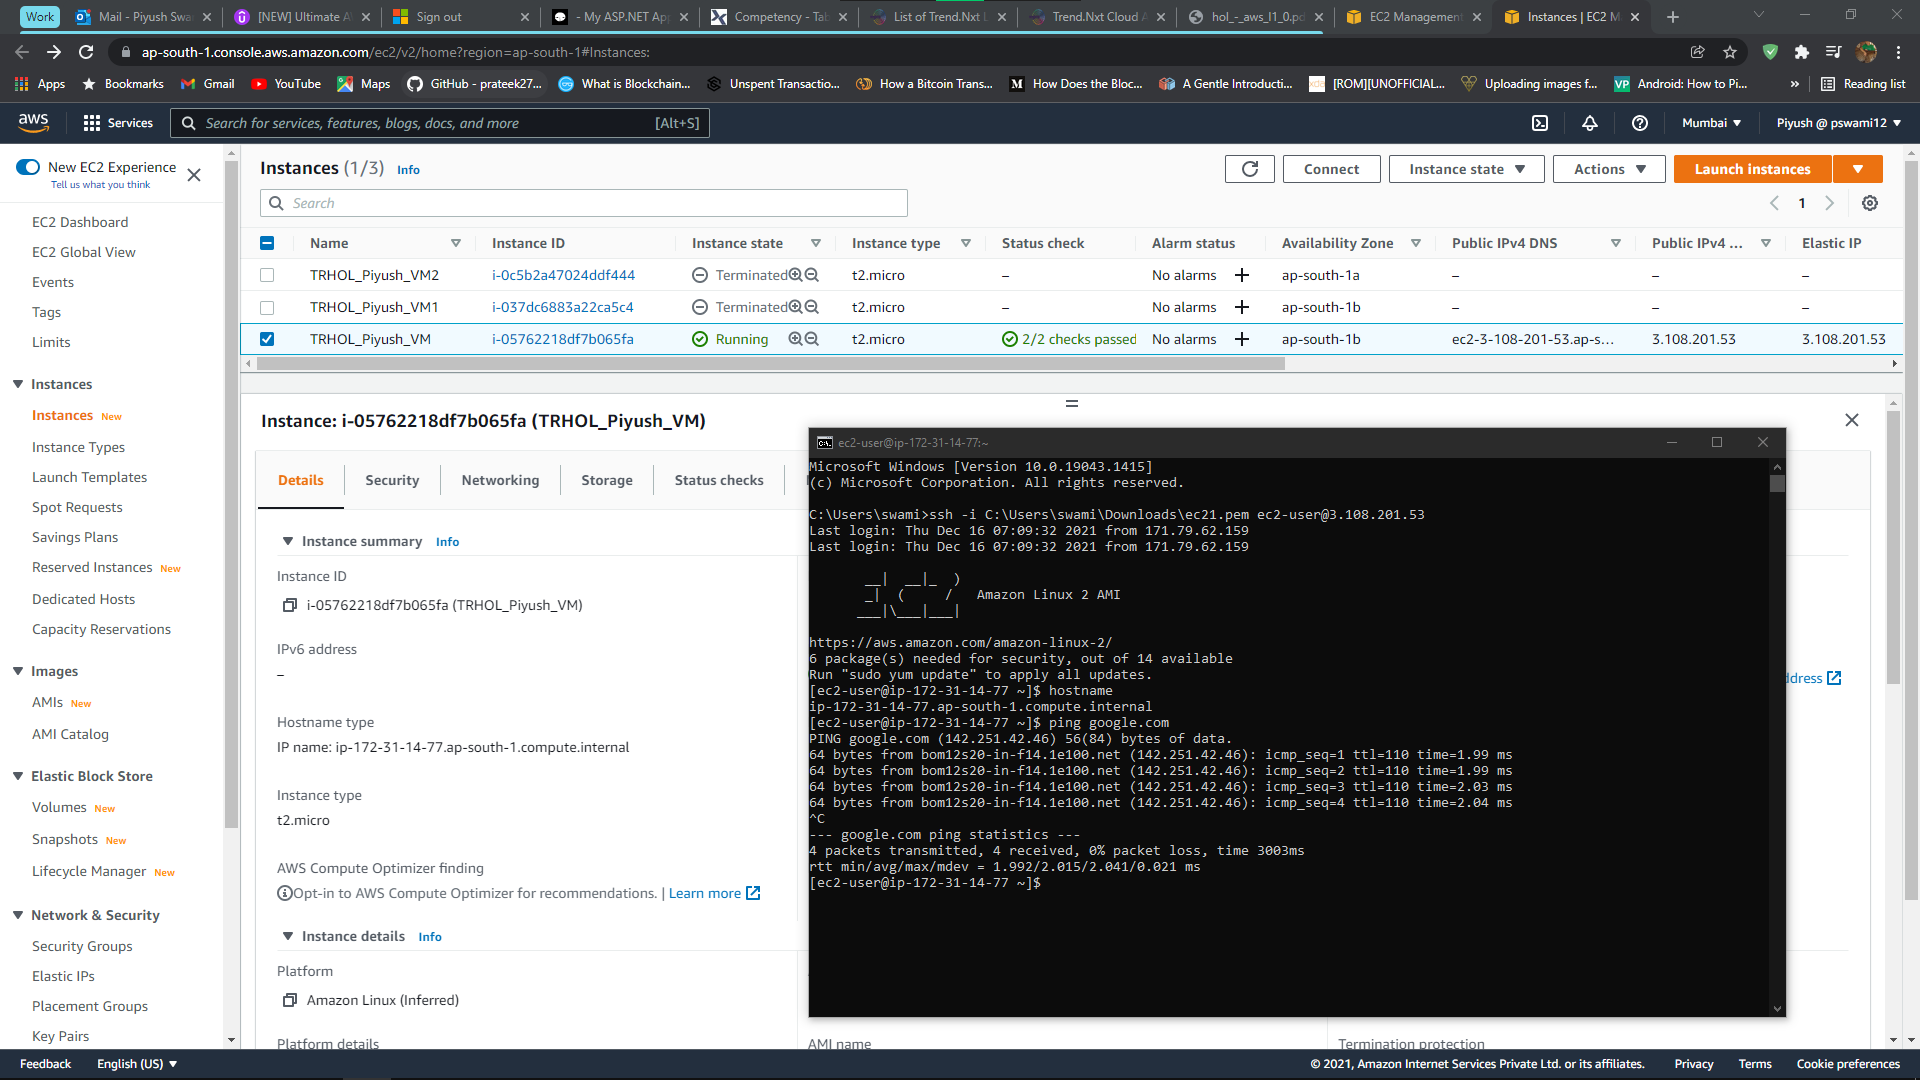 Work
Mail - Piyush Swa
[NEW] Ultimate A
Sign out
- My ASP.NET App
Competency - Tab
List of Trend.Nxt L
Trend.Nxt Cloud A
hol_-_aws_l1_0.pd
EC2 Management
Instances | EC2 M
ap-south-1.console.aws.amazon.com/ec2/v2/home?region=ap-south-1#Instances:
Apps
Bookmarks
Gmail
YouTube
Maps
GitHub - prateek27...
What is Blockchain...
Unspent Transactio...
How a Bitcoin Trans...
How Does the Bloc...
A Gentle Introducti...
[ROM][UNOFFICIAL...
Uploading images f...
Android: How to Pi...
»
Reading list
aws
Services
Search for services, features, blogs, docs, and more
[Alt+S]
Mumbai
Piyush @ pswami12
New EC2 Experience
Tell us what you think
EC2 Dashboard
EC2 Global View
Events
Tags
Limits
Instances
Instances New
Instance Types
Launch Templates
Spot Requests
Savings Plans
Reserved Instances New
Dedicated Hosts
Capacity Reservations
Images
AMIs New
AMI Catalog
Elastic Block Store
Volumes New
Snapshots New
Lifecycle Manager New
Network & Security
Security Groups
Elastic IPs
Placement Groups
Key Pairs
Instances (1/3) Info
Connect
Instance state
Actions
Launch instances
Search
1
Name Instance ID Instance state Instance type Status check Alarm status Availability Zone Public IPv4 DNS Public IPv4 ... Elastic IP
TRHOL_Piyush_VM2 i-0c5b2a47024ddf444 Terminated t2.micro – No alarms ap-south-1a – – –
TRHOL_Piyush_VM1 i-037dc6883a22ca5c4 Terminated t2.micro – No alarms ap-south-1b – – –
TRHOL_Piyush_VM i-05762218df7b065fa Running t2.micro 2/2 checks passed No alarms ap-south-1b ec2-3-108-201-53.ap-s... 3.108.201.53 3.108.201.53
Instance: i-05762218df7b065fa (TRHOL_Piyush_VM)
Details
Security
Networking
Storage
Status checks
Instance summary Info
Instance ID
i-05762218df7b065fa (TRHOL_Piyush_VM)
IPv6 address
–
Hostname type
IP name: ip-172-31-14-77.ap-south-1.compute.internal
Instance type
t2.micro
AWS Compute Optimizer finding
Opt-in to AWS Compute Optimizer for recommendations. | Learn more
Instance details Info
Platform
Amazon Linux (Inferred)
Platform details
AMI name
Termination protection
ddress
ec2-user@ip-172-31-14-77:~
Microsoft Windows [Version 10.0.19043.1415]
(c) Microsoft Corporation. All rights reserved.
C:\Users\swami>ssh -i C:\Users\swami\Downloads\ec21.pem ec2-user@3.108.201.53
Last login: Thu Dec 16 07:09:32 2021 from 171.79.62.159
Last login: Thu Dec 16 07:09:32 2021 from 171.79.62.159
__|  __|_  )
_|  (     /   Amazon Linux 2 AMI
___|\___|___|
https://aws.amazon.com/amazon-linux-2/
6 package(s) needed for security, out of 14 available
Run "sudo yum update" to apply all updates.
[ec2-user@ip-172-31-14-77 ~]$ hostname
ip-172-31-14-77.ap-south-1.compute.internal
[ec2-user@ip-172-31-14-77 ~]$ ping google.com
PING google.com (142.251.42.46) 56(84) bytes of data.
64 bytes from bom12s20-in-f14.1e100.net (142.251.42.46): icmp_seq=1 ttl=110 time=1.99 ms
64 bytes from bom12s20-in-f14.1e100.net (142.251.42.46): icmp_seq=2 ttl=110 time=1.99 ms
64 bytes from bom12s20-in-f14.1e100.net (142.251.42.46): icmp_seq=3 ttl=110 time=2.03 ms
64 bytes from bom12s20-in-f14.1e100.net (142.251.42.46): icmp_seq=4 ttl=110 time=2.04 ms
^C
--- google.com ping statistics ---
4 packets transmitted, 4 received, 0% packet loss, time 3003ms
rtt min/avg/max/mdev = 1.992/2.015/2.041/0.021 ms
[ec2-user@ip-172-31-14-77 ~]$
Feedback
English (US)
© 2021, Amazon Internet Services Private Ltd. or its affiliates.
Privacy
Terms
Cookie preferences